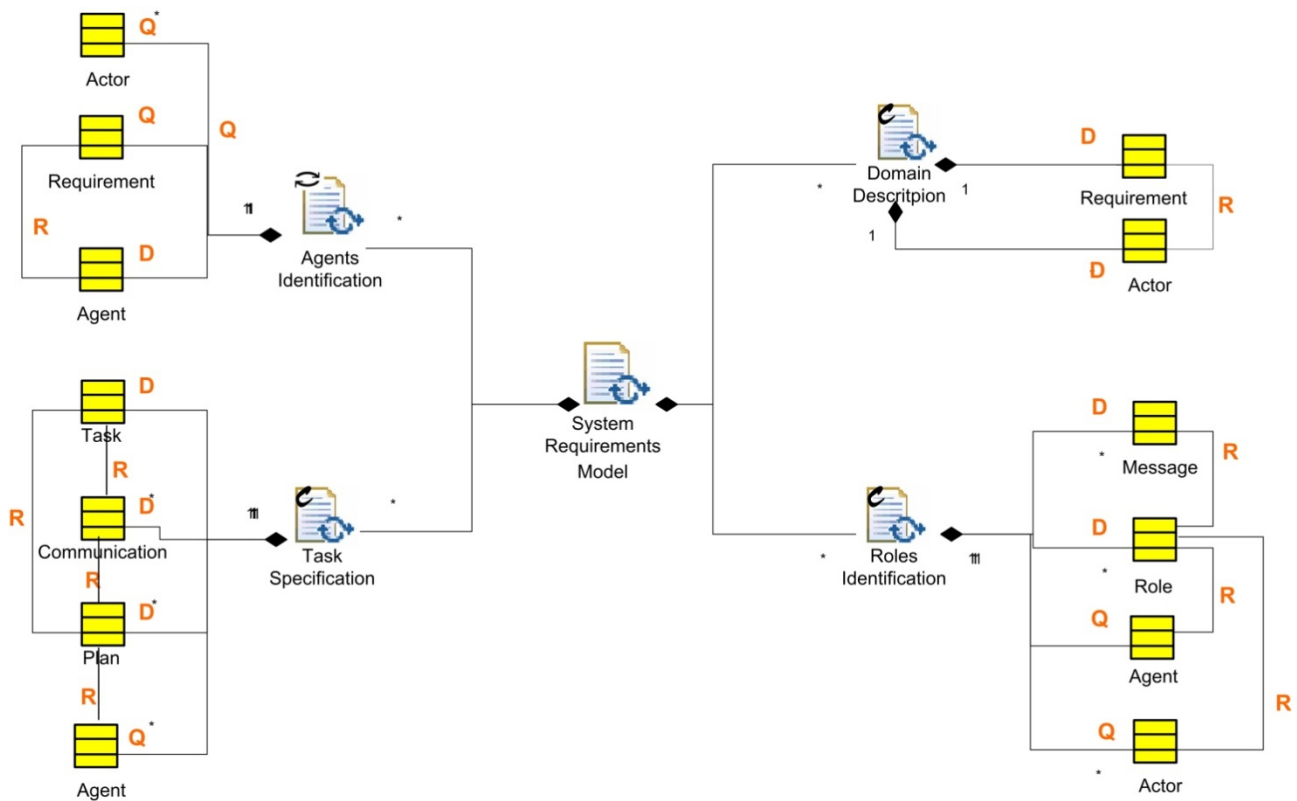 Q*
Actor
Q
Q
Requirement
R
D
Agent
*
Agents
Identification
D
Task
R
R
D*
Communication
R
D*
Plan
R
Q*
Agent
*
Task
Specification
System
Requirements
Model
*
Domain
Descritpion
1
1
D
Requirement
R
D
Actor
*
Roles
Identification
D
*
Message
R
D
*
Role
R
Q
Agent
R
Q
*
Actor